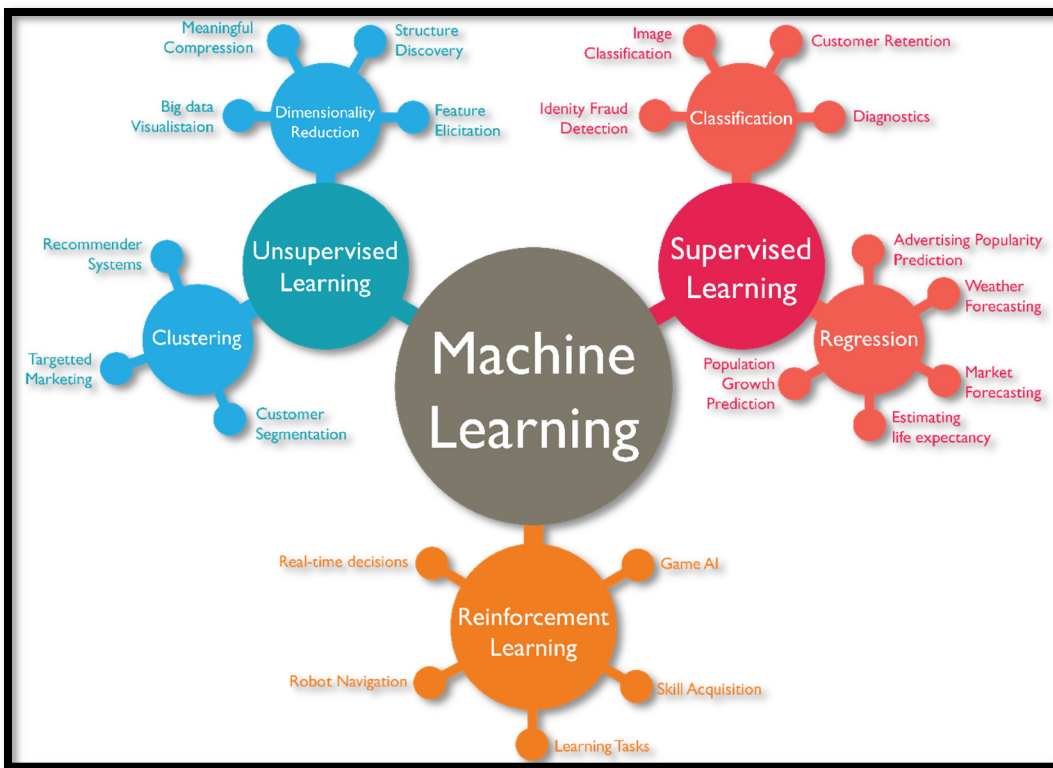 Meaningful
Compression
Structure
Discovery
Big data
Visualistaion
Dimensionality
Reduction
Feature
Elicitation
Image
Classification
Customer Retention
Idenity Fraud
Detection
Classification
Diagnostics
Unsupervised
Learning
Supervised
Learning
Recommender
Systems
Clustering
Targetted
Marketing
Customer
Segmentation
Machine
Learning
Advertising Popularity
Prediction
Weather
Forecasting
Regression
Population
Growth
Prediction
Market
Forecasting
Estimating
life expectancy
Real-time decisions
Game AI
Reinforcement
Learning
Robot Navigation
Skill Acquisition
Learning Tasks